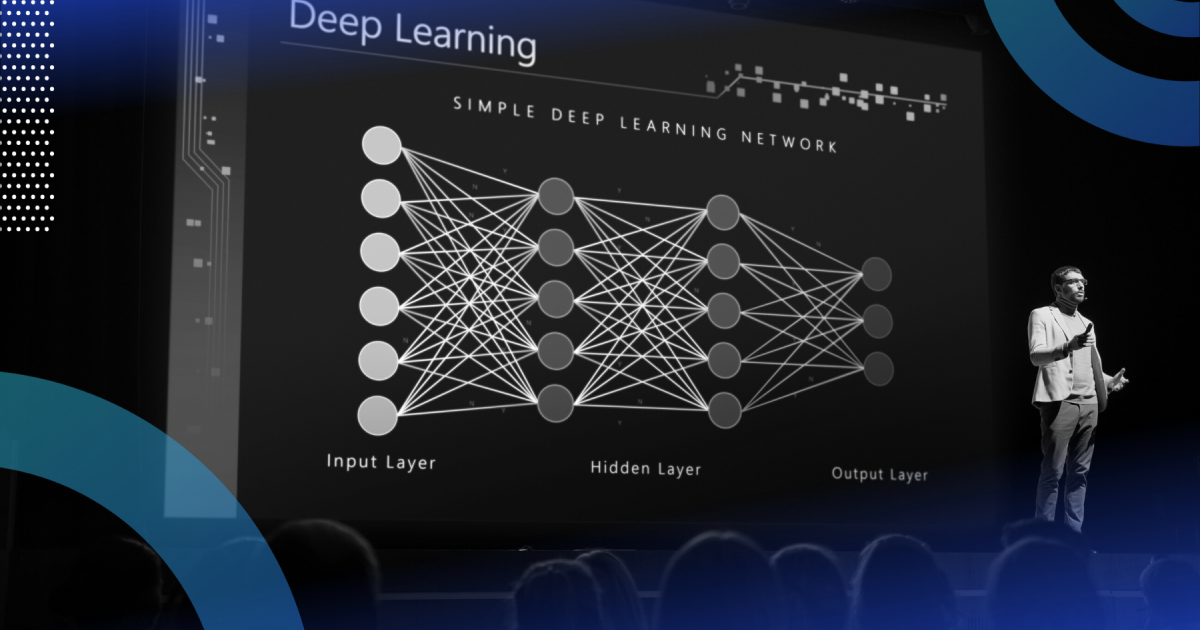 Deep Learning
SIMPLE DEEP LEARNING NETWORK
Input Layer
Hidden Layer
Output Layer